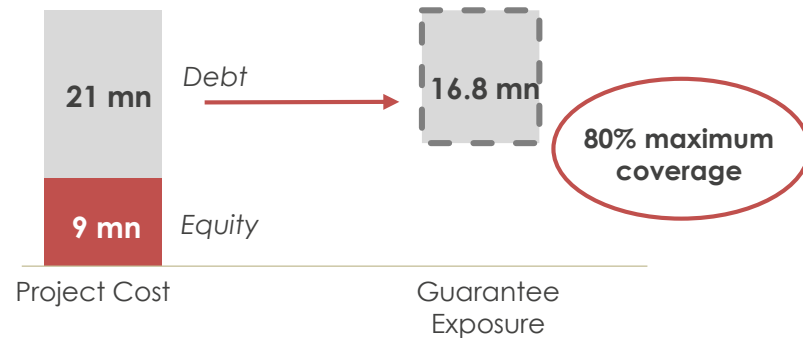 21 mn
Debt
16.8 mn
80% maximum
coverage
9 mn
Equity
Project Cost
Guarantee
Exposure